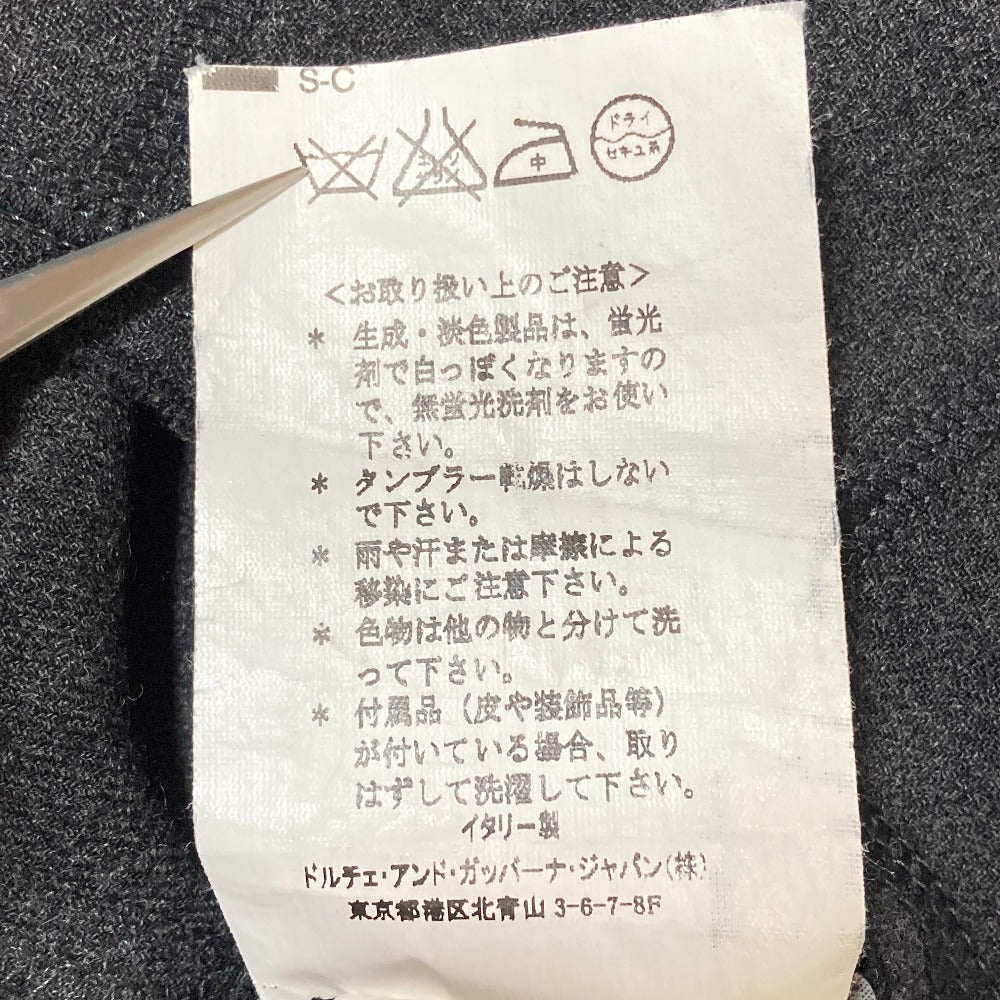 S-C
エンソ
サラシ
中
ドライ
セキユ系
＜お取り扱い上のご注意＞
* 生成・淡色製品は、蛍光
剤で白っぽくなりますの
で、無蛍光洗剤をお使い
下さい。
* タンブラー乾燥はしない
で下さい。
* 雨や汗または摩擦による
移染にご注意下さい。
* 色物は他の物と分けて洗
って下さい。
* 付属品（皮や装飾品等）
が付いている場合、取り
はずして洗濯して下さい。
イタリー製
ドルチェ・アンド・ガッバーナ・ジャパン(株)
東京都港区北青山 3-6-7-8F